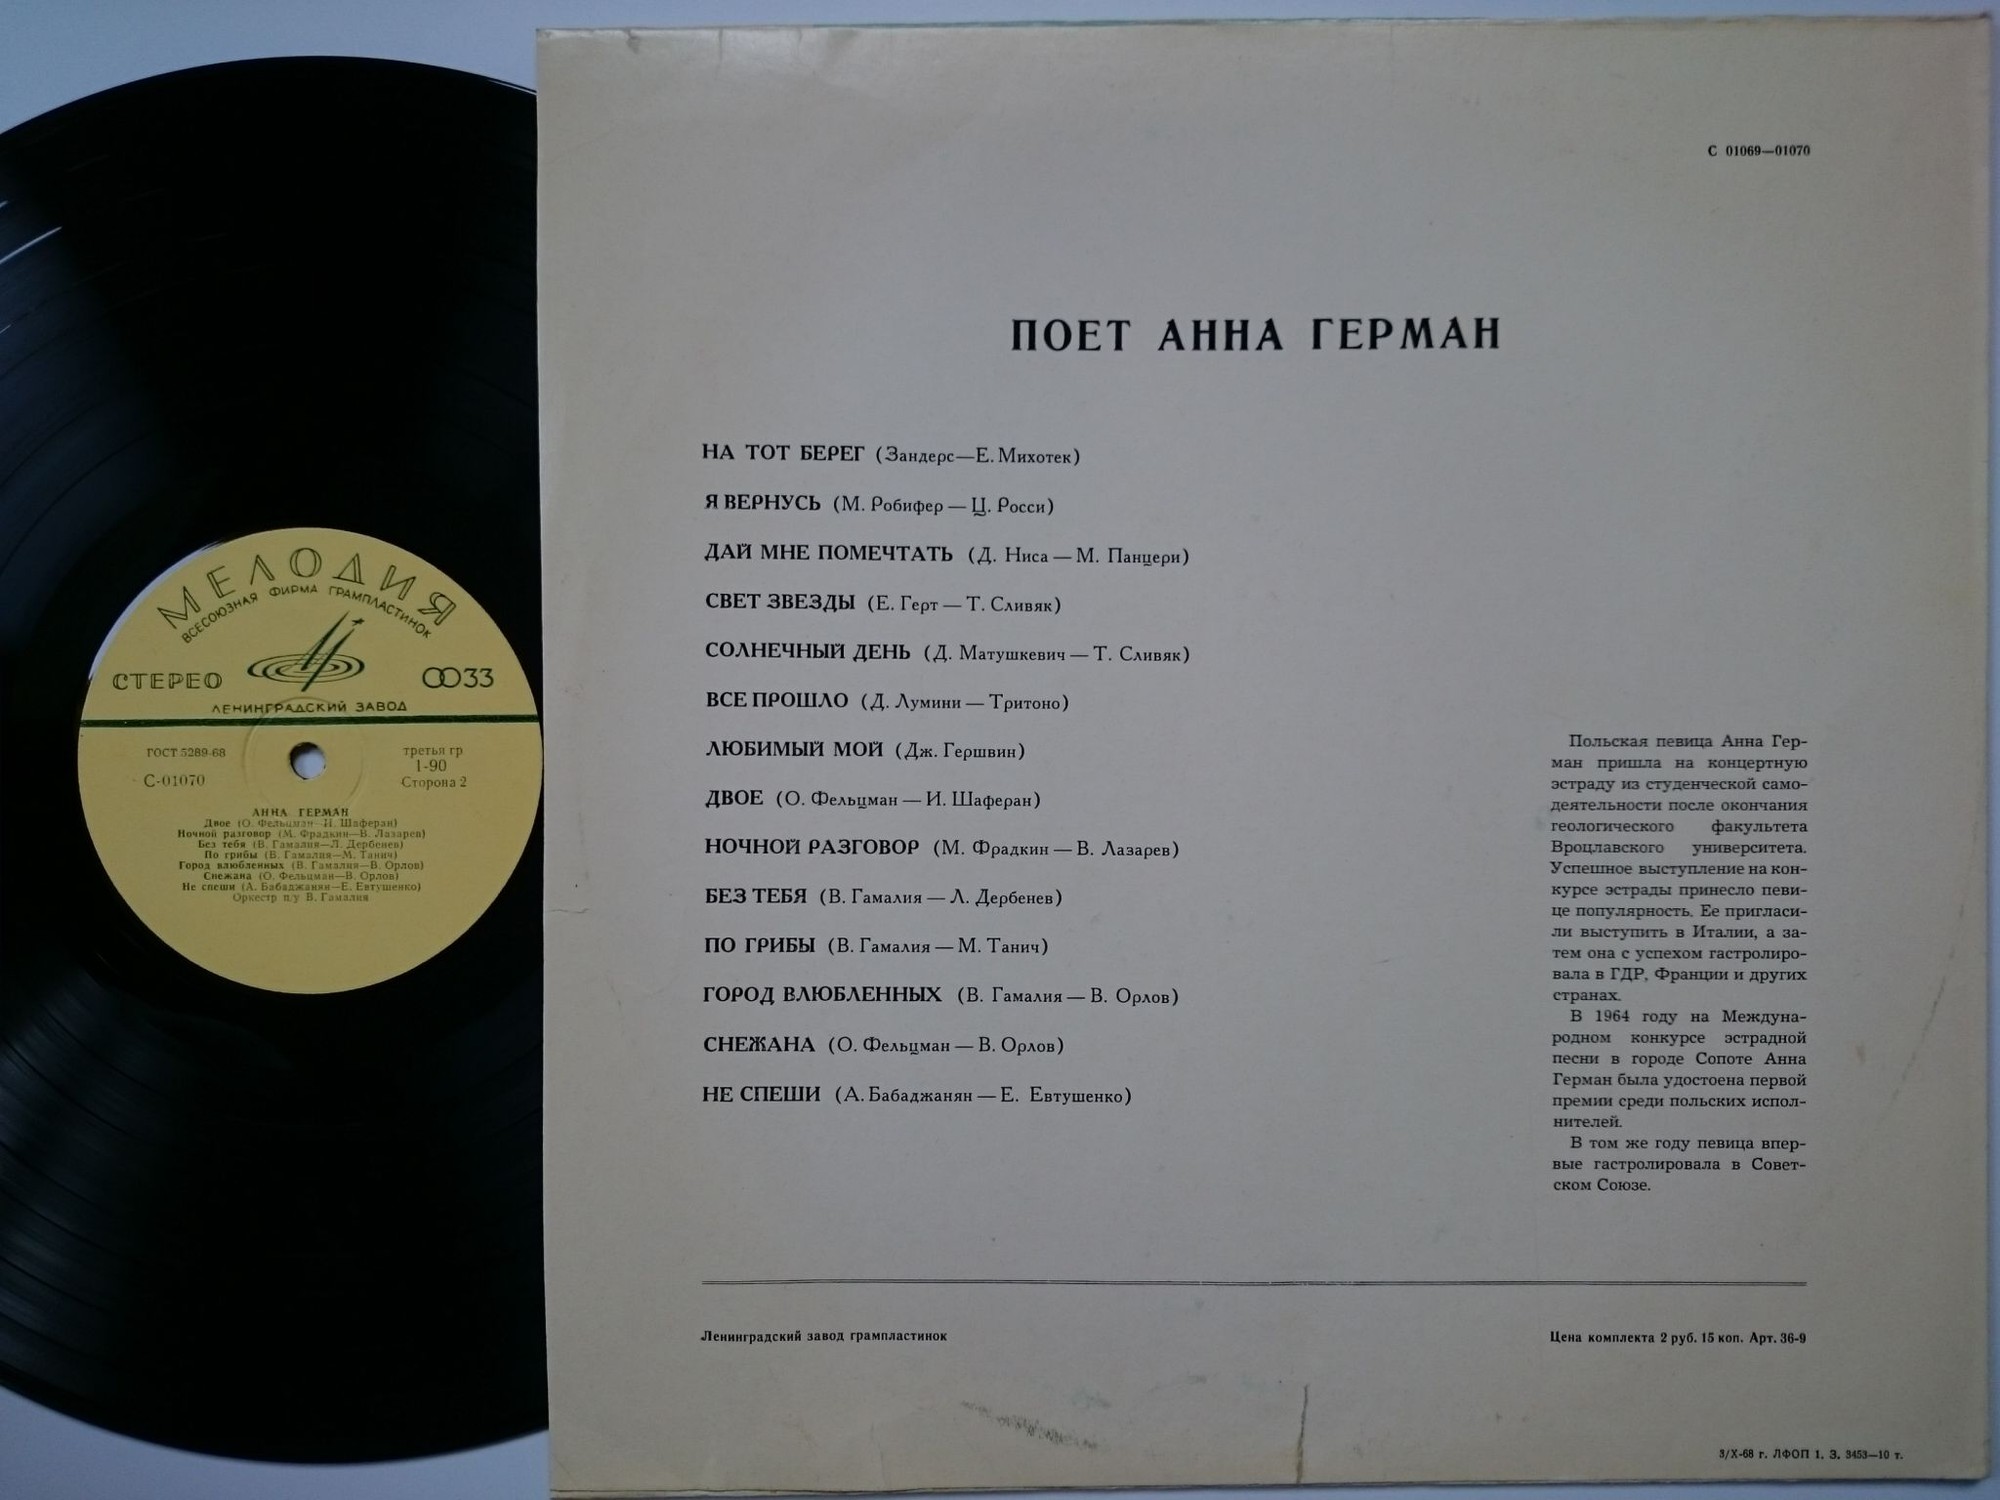 МЕЛОДИЯ
ВСЕСОЮЗНАЯ ФИРМА ГРАМПЛАСТИНОК
СТЕРЕО
33
ЛЕНИНГРАДСКИЙ ЗАВОД
ГОСТ 5289-68
третья гр
1-90
С-01070
Сторона 2
АННА ГЕРМАН
Двое (О. Фельцман—И. Шаферан)
Ночной разговор (М. Фрадкин—В. Лазарев)
Без тебя (В. Гамалия—Л. Дербенев)
По грибы (В. Гамалия—М. Танич)
Город влюбленных (В. Гамалия—В. Орлов)
Снежана (О. Фельцман—В. Орлов)
Не спеши (А. Бабаджанян—Е. Евтушенко)
Оркестр п/у В. Гамалия
С 01069—01070
ПОЕТ АННА ГЕРМАН
НА ТОТ БЕРЕГ (Зандерс—Е. Михотек)
Я ВЕРНУСЬ (М. Робифер — Ц. Росси)
ДАЙ МНЕ ПОМЕЧТАТЬ (Д. Ниса — М. Панцери)
СВЕТ ЗВЕЗДЫ (Е. Герт — Т. Сливяк)
СОЛНЕЧНЫЙ ДЕНЬ (Д. Матушкевич — Т. Сливяк)
ВСЕ ПРОШЛО (Д. Лумини — Тритоно)
ЛЮБИМЫЙ МОЙ (Дж. Гершвин)
ДВОЕ (О. Фельцман — И. Шаферан)
НОЧНОЙ РАЗГОВОР (М. Фрадкин — В. Лазарев)
БЕЗ ТЕБЯ (В. Гамалия — Л. Дербенев)
ПО ГРИБЫ (В. Гамалия — М. Танич)
ГОРОД ВЛЮБЛЕННЫХ (В. Гамалия — В. Орлов)
СНЕЖАНА (О. Фельцман — В. Орлов)
НЕ СПЕШИ (А. Бабаджанян — Е. Евтушенко)
Польская певица Анна Гер-
ман пришла на концертную
эстраду из студенческой само-
деятельности после окончания
геологического факультета
Вроцлавского университета.
Успешное выступление на кон-
курсе эстрады принесло певи-
це популярность. Ее пригласи-
ли выступить в Италии, а за-
тем она с успехом гастролиро-
вала в ГДР, Франции и других
странах.
В 1964 году на Междуна-
родном конкурсе эстрадной
песни в городе Сопоте Анна
Герман была удостоена первой
премии среди польских испол-
нителей.
В том же году певица впер-
вые гастролировала в Совет-
ском Союзе.
Ленинградский завод грампластинок
Цена комплекта 2 руб. 15 коп. Арт. 36-9
3/X-68 г. ЛФОП 1. З. 3453—10 т.